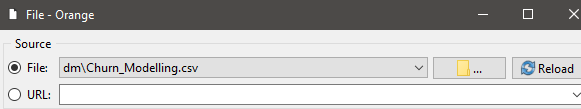 File - Orange
Source
File: dm\Churn_Modelling.csv ... Reload
URL: